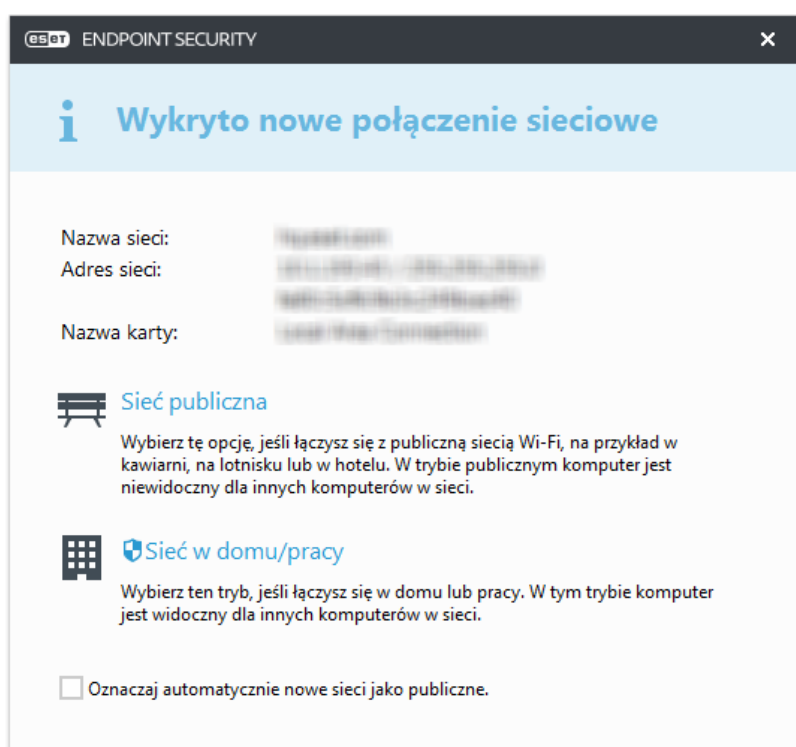 eset ENDPOINT SECURITY
Wykryto nowe połączenie sieciowe
Nazwa sieci:
Adres sieci:
Nazwa karty:
Sieć publiczna
Wybierz tę opcję, jeśli łączysz się z publiczną siecią Wi-Fi, na przykład w
kawiarni, na lotnisku lub w hotelu. W trybie publicznym komputer jest
niewidoczny dla innych komputerów w sieci.
Sieć w domu/pracy
Wybierz ten tryb, jeśli łączysz się w domu lub pracy. W tym trybie komputer
jest widoczny dla innych komputerów w sieci.
Oznaczaj automatycznie nowe sieci jako publiczne.